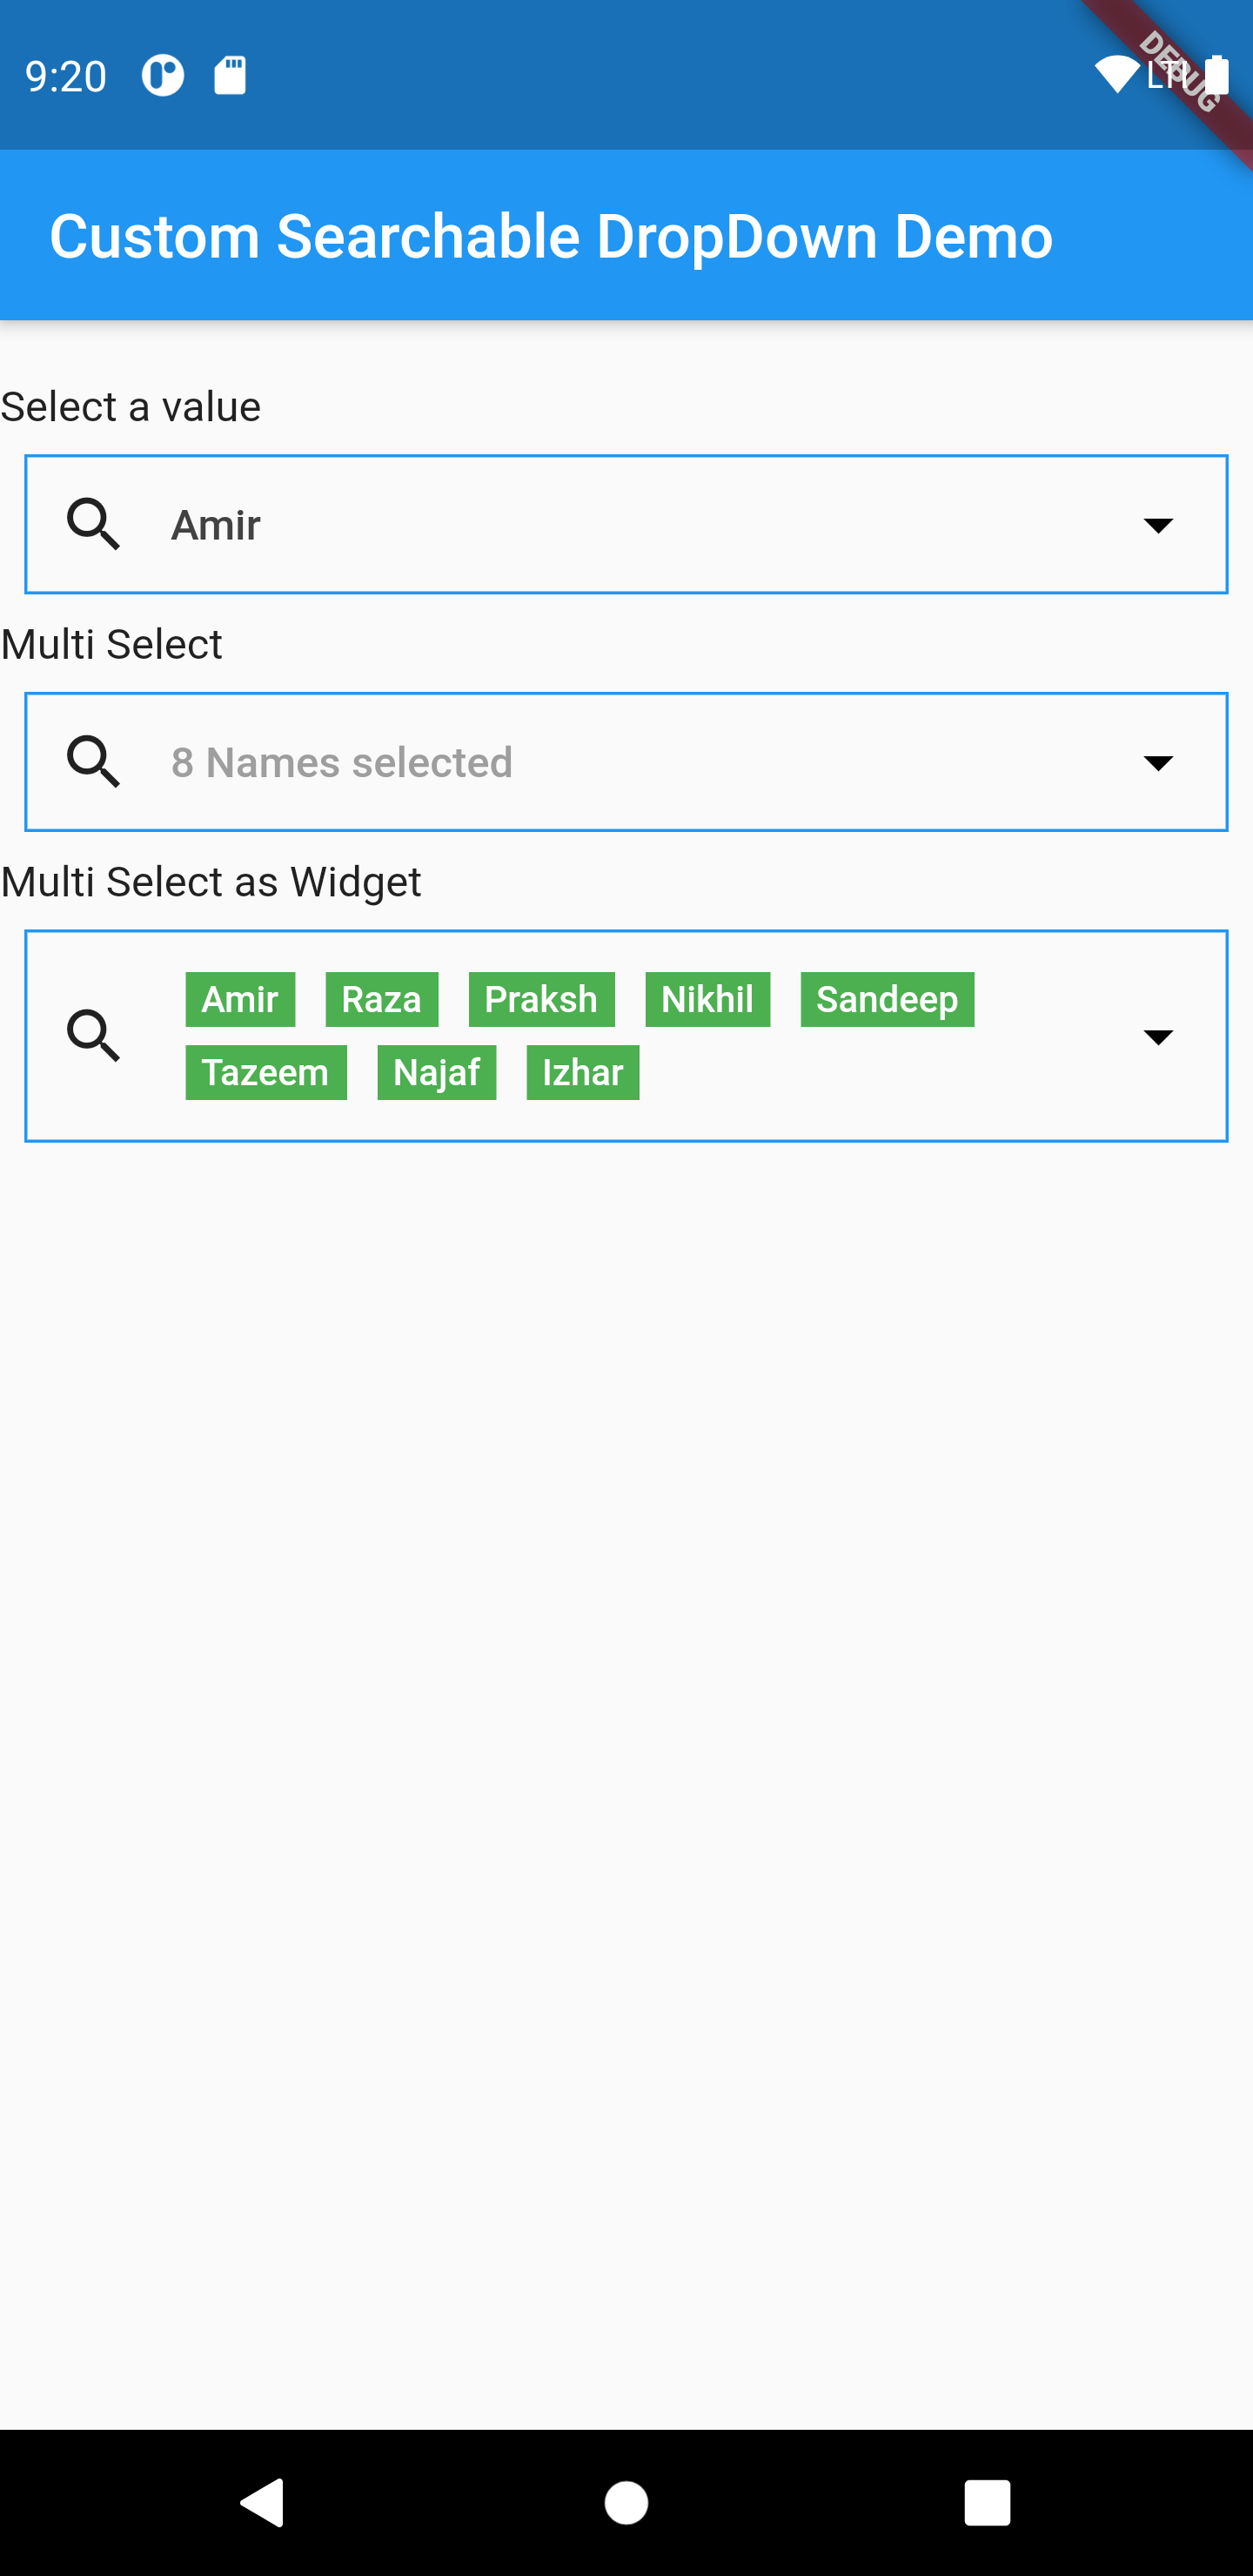 9:20
DEBUG
Custom Searchable DropDown Demo
Select a value
Amir
Multi Select
8 Names selected
Multi Select as Widget
Amir Raza Praksh Nikhil Sandeep
Tazeem Najaf Izhar